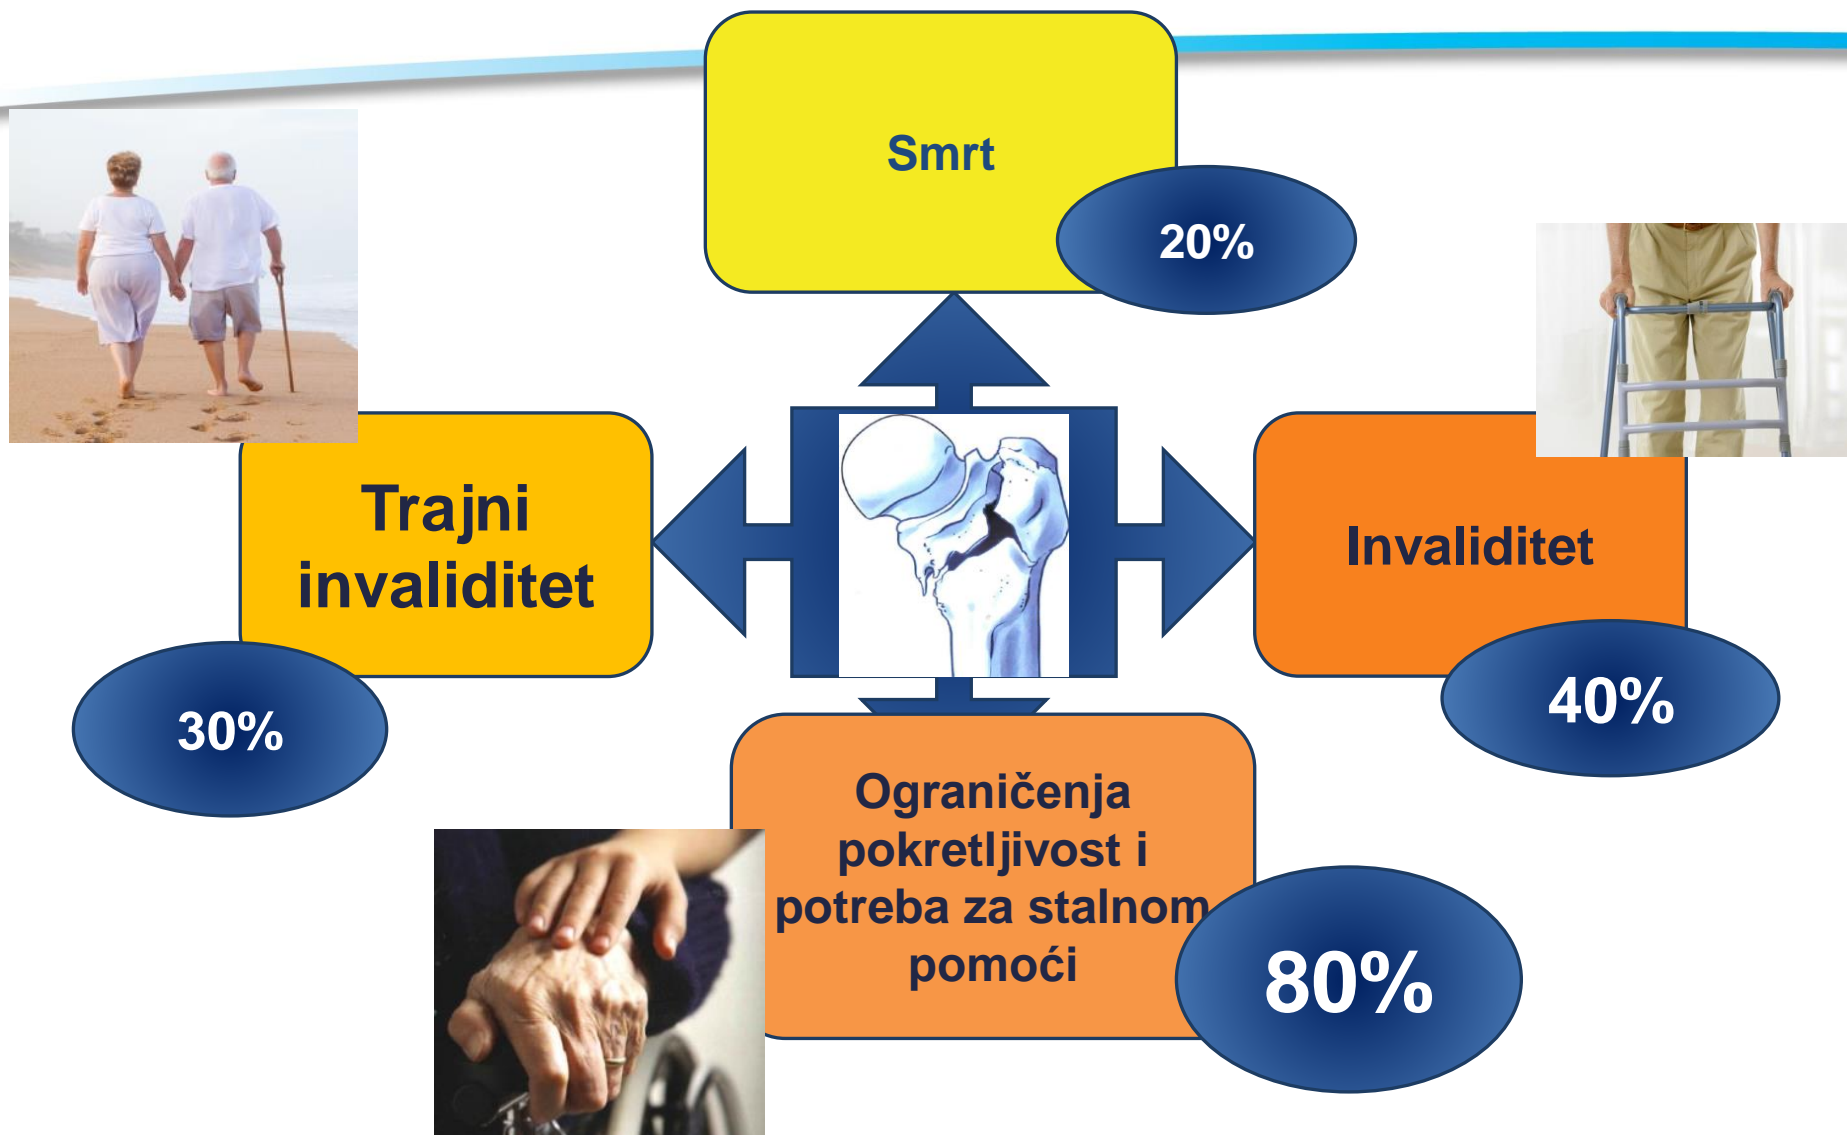 Smrt
20%
Trajni
invaliditet
30%
Invaliditet
40%
Ograničenja
pokretljivost i
potreba za stalnom
pomoći
80%